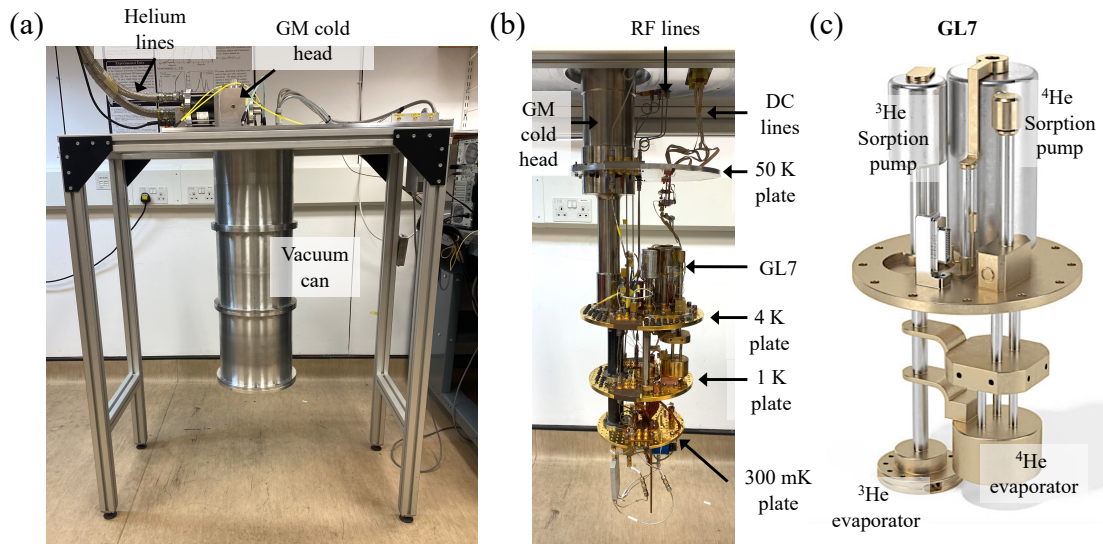 (a)
Helium
lines
GM cold
head
Vacuum
can
(b)
RF lines
GM
cold
head
DC
lines
50 K
plate
GL7
4 K
plate
1 K
plate
300 mK
plate
(c)
GL7
³He
Sorption
pump
⁴He
Sorption
pump
³He
evaporator
⁴He
evaporator